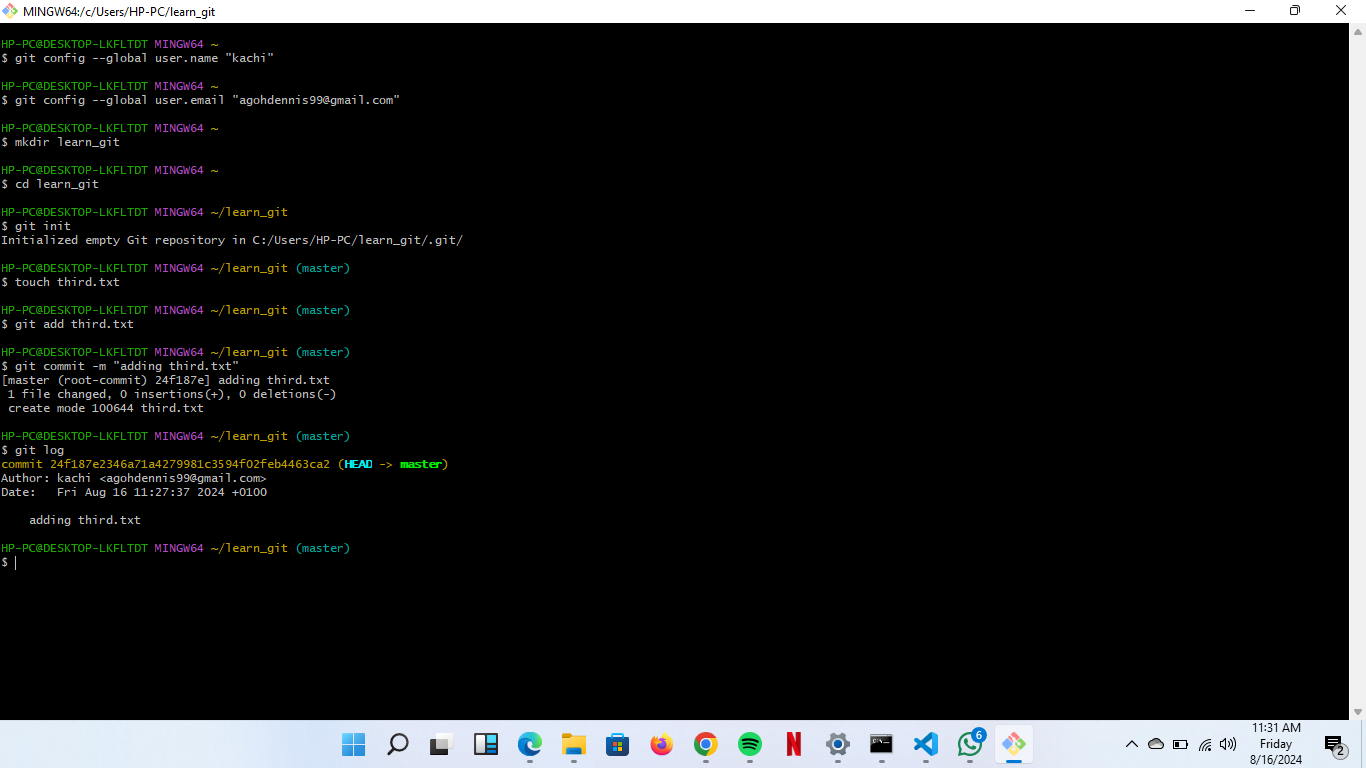 MINGW64:/c/Users/HP-PC/learn_git
HP-PC@DESKTOP-LKFLTDT MINGW64 ~
$ git config --global user.name "kachi"
HP-PC@DESKTOP-LKFLTDT MINGW64 ~
$ git config --global user.email "agohdennis99@gmail.com"
HP-PC@DESKTOP-LKFLTDT MINGW64 ~
$ mkdir learn_git
HP-PC@DESKTOP-LKFLTDT MINGW64 ~
$ cd learn_git
HP-PC@DESKTOP-LKFLTDT MINGW64 ~/learn_git
$ git init
Initialized empty Git repository in C:/Users/HP-PC/learn_git/.git/
HP-PC@DESKTOP-LKFLTDT MINGW64 ~/learn_git (master)
$ touch third.txt
HP-PC@DESKTOP-LKFLTDT MINGW64 ~/learn_git (master)
$ git add third.txt
HP-PC@DESKTOP-LKFLTDT MINGW64 ~/learn_git (master)
$ git commit -m "adding third.txt"
[master (root-commit) 24f187e] adding third.txt
 1 file changed, 0 insertions(+), 0 deletions(-)
 create mode 100644 third.txt
HP-PC@DESKTOP-LKFLTDT MINGW64 ~/learn_git (master)
$ git log
commit 24f187e2346a71a4279981c3594f02feb4463ca2 (HEAD -> master)
Author: kachi <agohdennis99@gmail.com>
Date:   Fri Aug 16 11:27:37 2024 +0100
    adding third.txt
HP-PC@DESKTOP-LKFLTDT MINGW64 ~/learn_git (master)
$
6
11:31 AM
Friday
8/16/2024
2